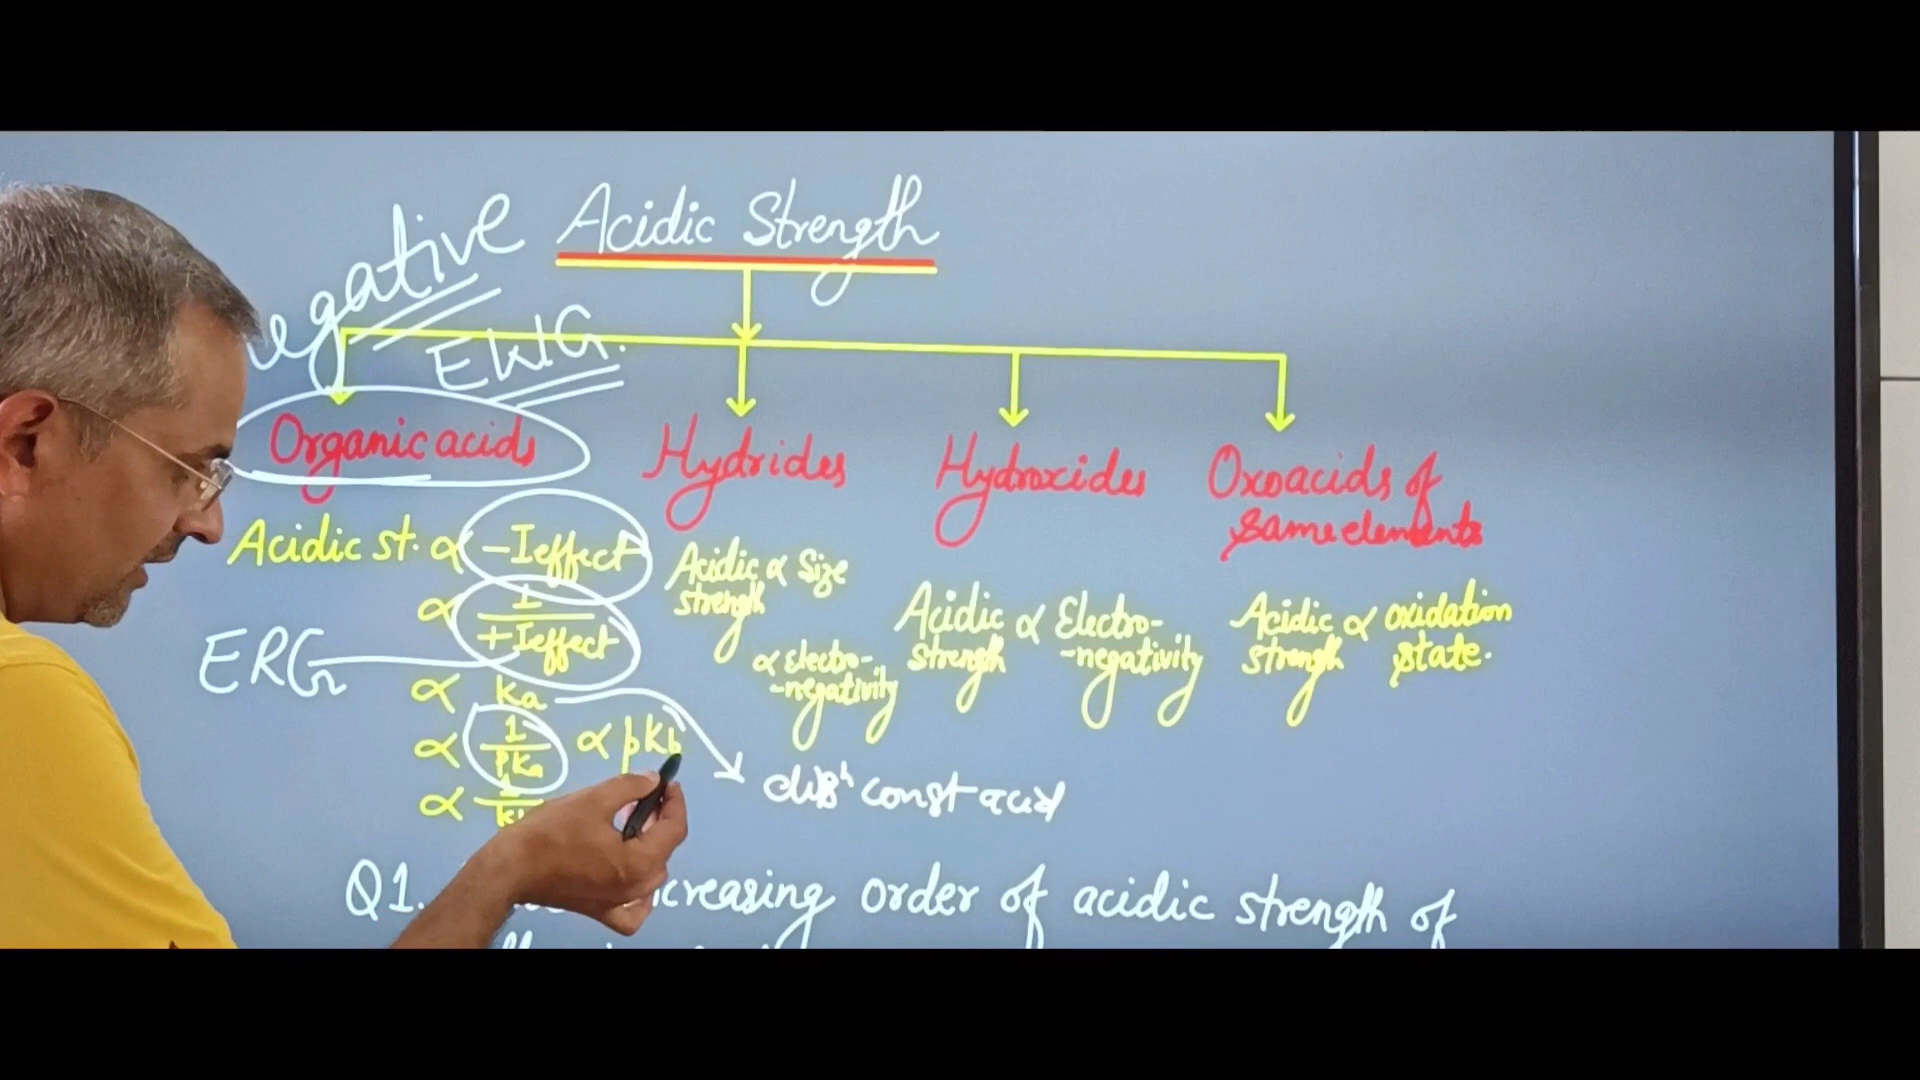 Acidic Strength
negative
EWG.
Organic acids
Hydrides
Hydroxides
Oxoacids of
same elements
Acidic st. ∝ -I effect
∝ 1/+I effect
ERG
∝ Ka
∝ 1/pKa ∝ pKb
∝
Acidic strength ∝ Size
∝ Electro-
-negativity
Acidic strength ∝ Electro-
-negativity
Acidic strength ∝ oxidation
state.
const acid
Q1. increasing order of acidic strength of